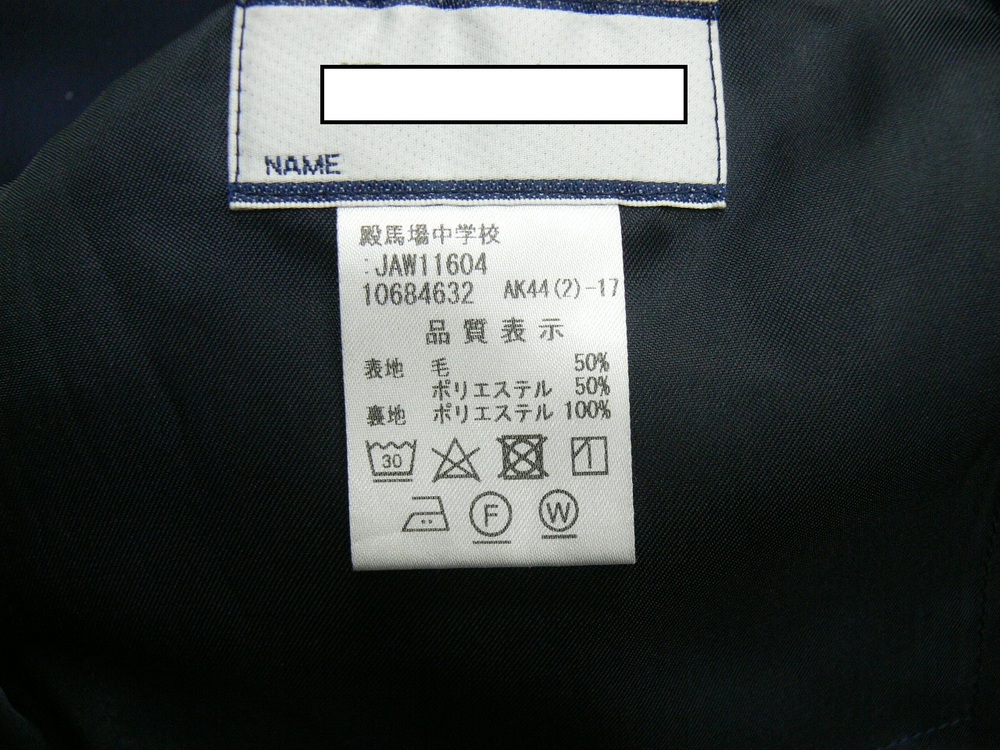 NAME
殿馬場中学校
:JAW11604
10684632 AK44(2)-17
品質表示
表地 毛 50%
ポリエステル 50%
裏地 ポリエステル 100%
30
F W